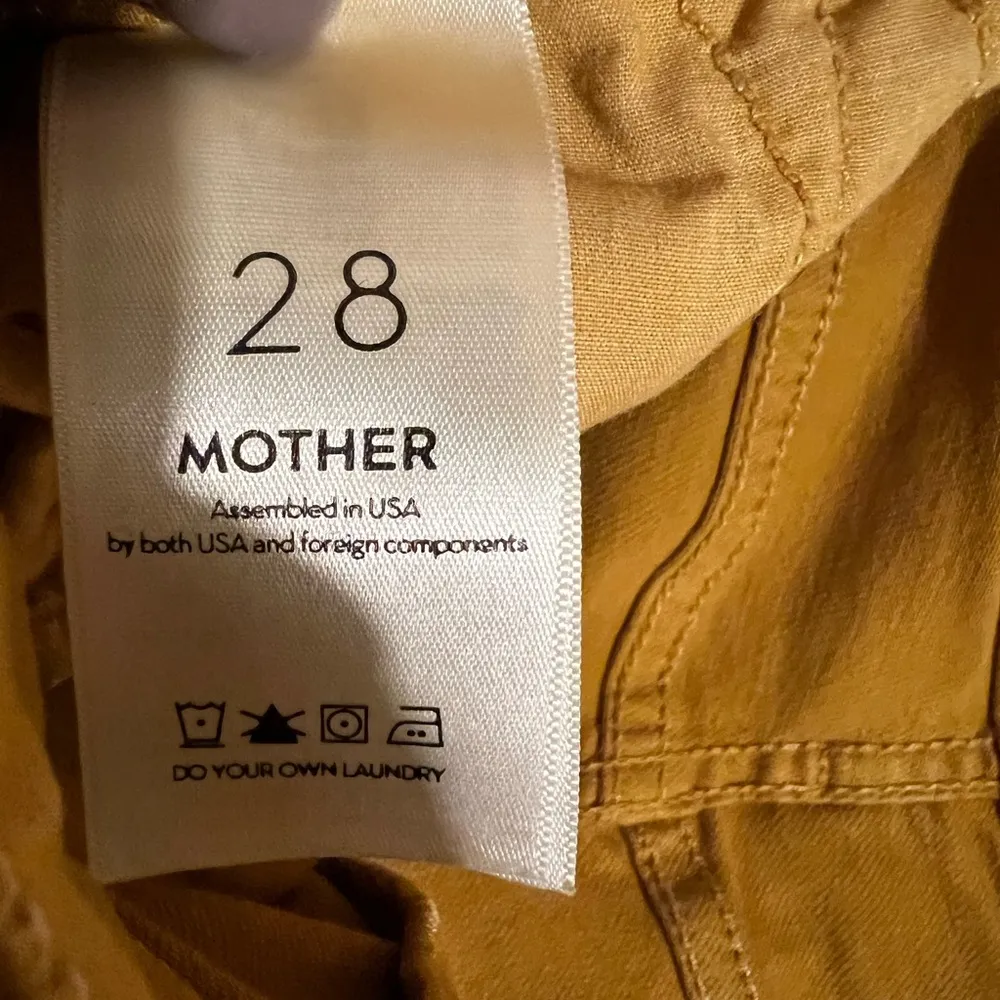 28
MOTHER
Assembled in USA
by both USA and foreign components
DO YOUR OWN LAUNDRY